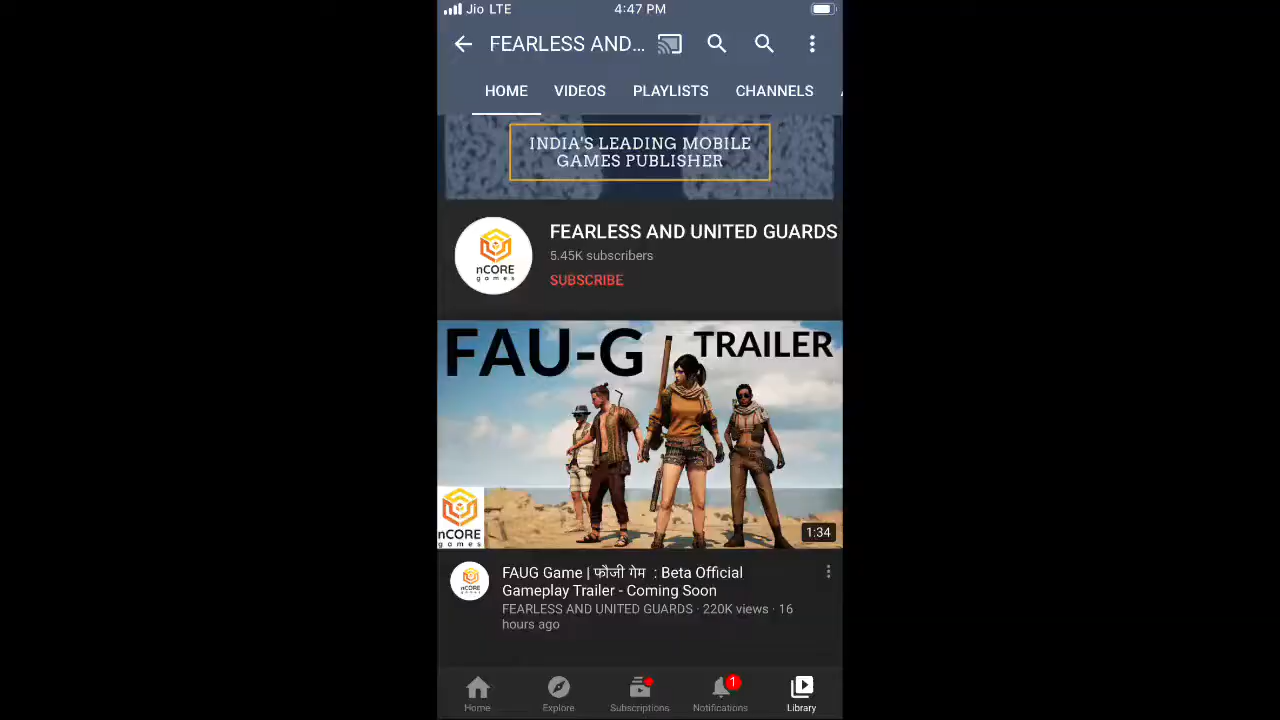 Jio LTE 4:47 PM
FEARLESS AND...
HOME VIDEOS PLAYLISTS CHANNELS
INDIA'S LEADING MOBILE
GAMES PUBLISHER
nCORE
games
FEARLESS AND UNITED GUARDS
5.45K subscribers
SUBSCRIBE
FAU-G TRAILER
nCORE
games
1:34
nCORE
games
FAUG Game | फौजी गेम : Beta Official
Gameplay Trailer - Coming Soon
FEARLESS AND UNITED GUARDS · 220K views · 16
hours ago
1
Home Explore Subscriptions Notifications Library